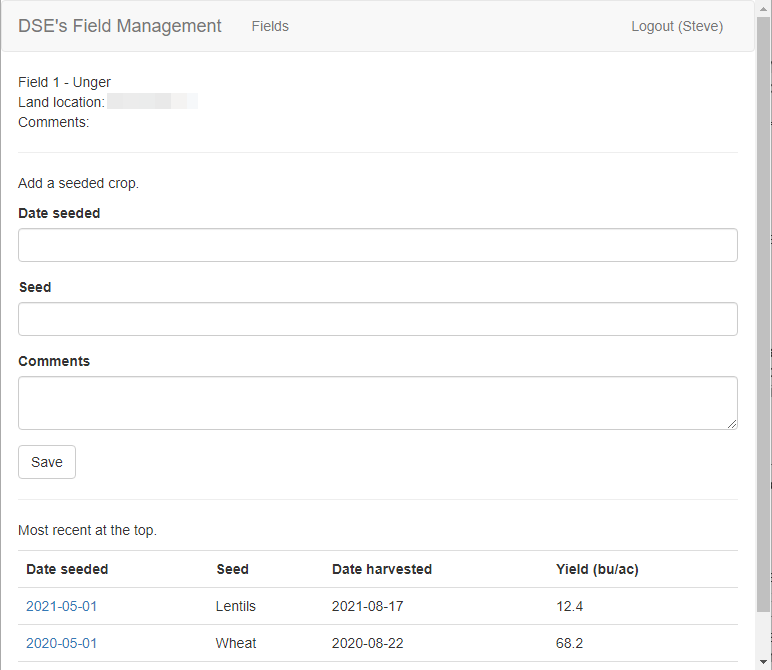 DSE's Field Management Fields Logout (Steve)
Field 1 - Unger
Land location:
Comments:
Add a seeded crop.
Date seeded
Seed
Comments
Save
Most recent at the top.
Date seeded Seed Date harvested Yield (bu/ac)
2021-05-01 Lentils 2021-08-17 12.4
2020-05-01 Wheat 2020-08-22 68.2